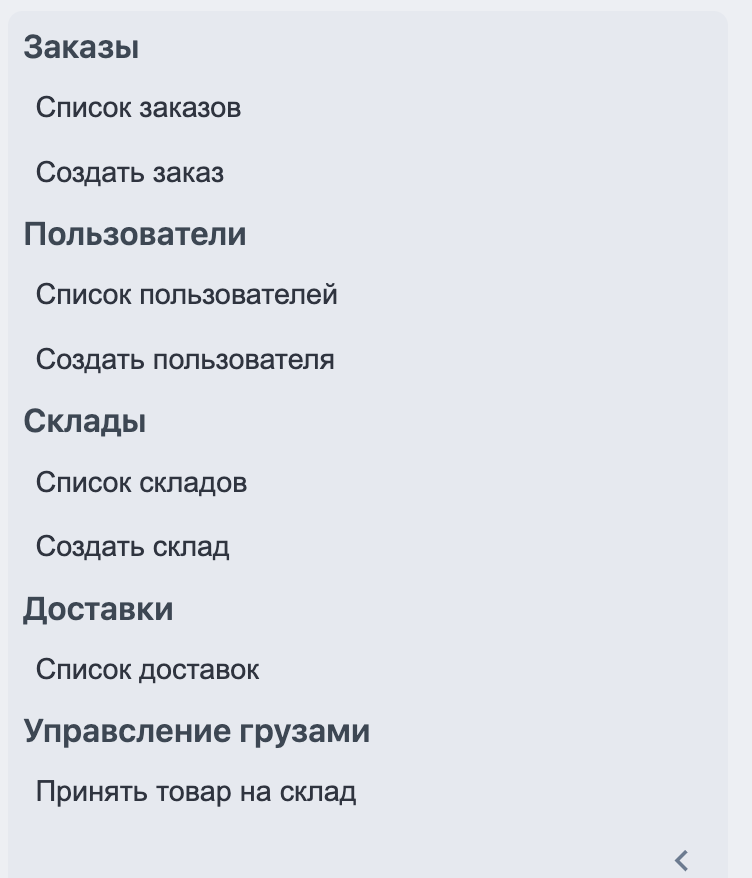 Заказы
Список заказов
Создать заказ
Пользователи
Список пользователей
Создать пользователя
Склады
Список складов
Создать склад
Доставки
Список доставок
Управсление грузами
Принять товар на склад